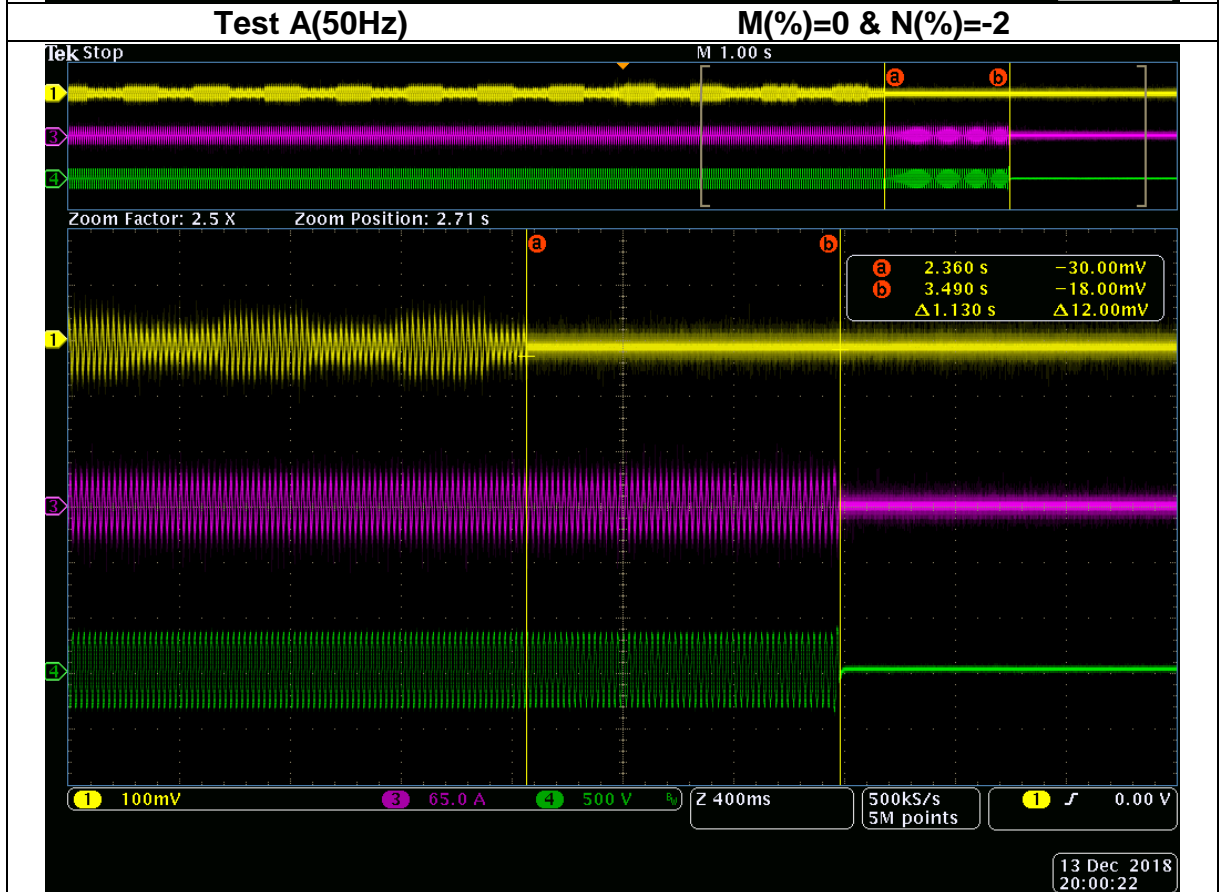 Test A(50Hz) M(%)=0 & N(%)=-2
Tek Stop M 1.00 s
a b
1
3
4
Zoom Factor: 2.5 X Zoom Position: 2.71 s
a b
a 2.360 s −30.00mV
b 3.490 s −18.00mV
Δ1.130 s Δ12.00mV
1
3
4
1 100mV 3 65.0 A 4 500 V BW Z 400ms 500kS/s 1 0.00 V
5M points
13 Dec 2018
20:00:22